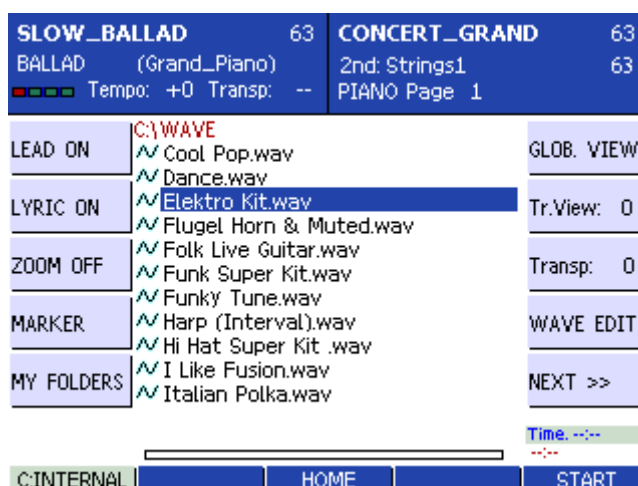 SLOW_BALLAD 63
BALLAD (Grand_Piano)
Tempo: +0 Transp: --
CONCERT_GRAND 63
2nd: Strings1 63
PIANO Page 1
LEAD ON
LYRIC ON
ZOOM OFF
MARKER
MY FOLDERS
C:\WAVE
Cool Pop.wav
Dance.wav
Elektro Kit.wav
Flugel Horn & Muted.wav
Folk Live Guitar.wav
Funk Super Kit.wav
Funky Tune.wav
Harp (Interval).wav
Hi Hat Super Kit .wav
I Like Fusion.wav
Italian Polka.wav
GLOB. VIEW
Tr.View: 0
Transp: 0
WAVE EDIT
NEXT >>
Time. --:--
--:--
C:INTERNAL HOME START